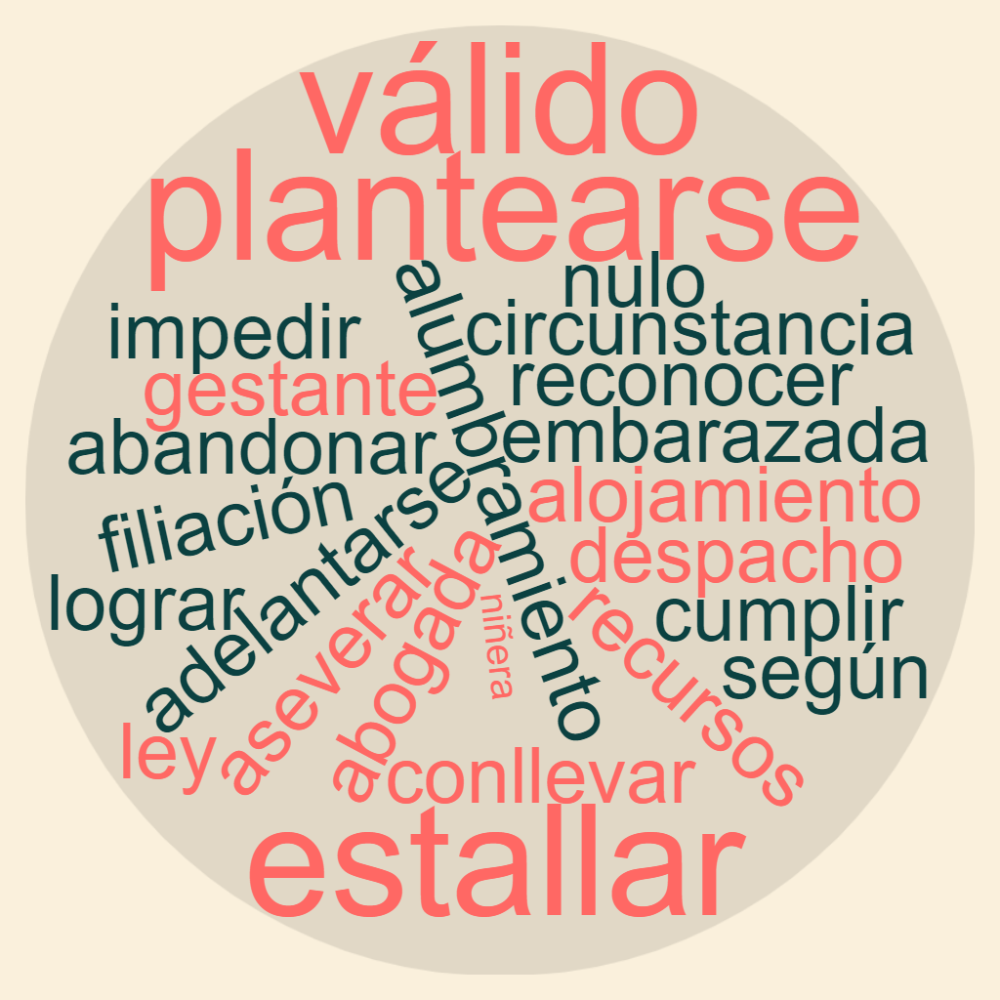 válido
plantearse
nulo
alumbramiento
impedir
circunstancia
gestante
reconocer
abandonar
embarazada
filiación
adelantarse
alojamiento
despacho
lograr
aseverar
abogada
niñera
recursos
cumplir
según
ley
conllevar
estallar